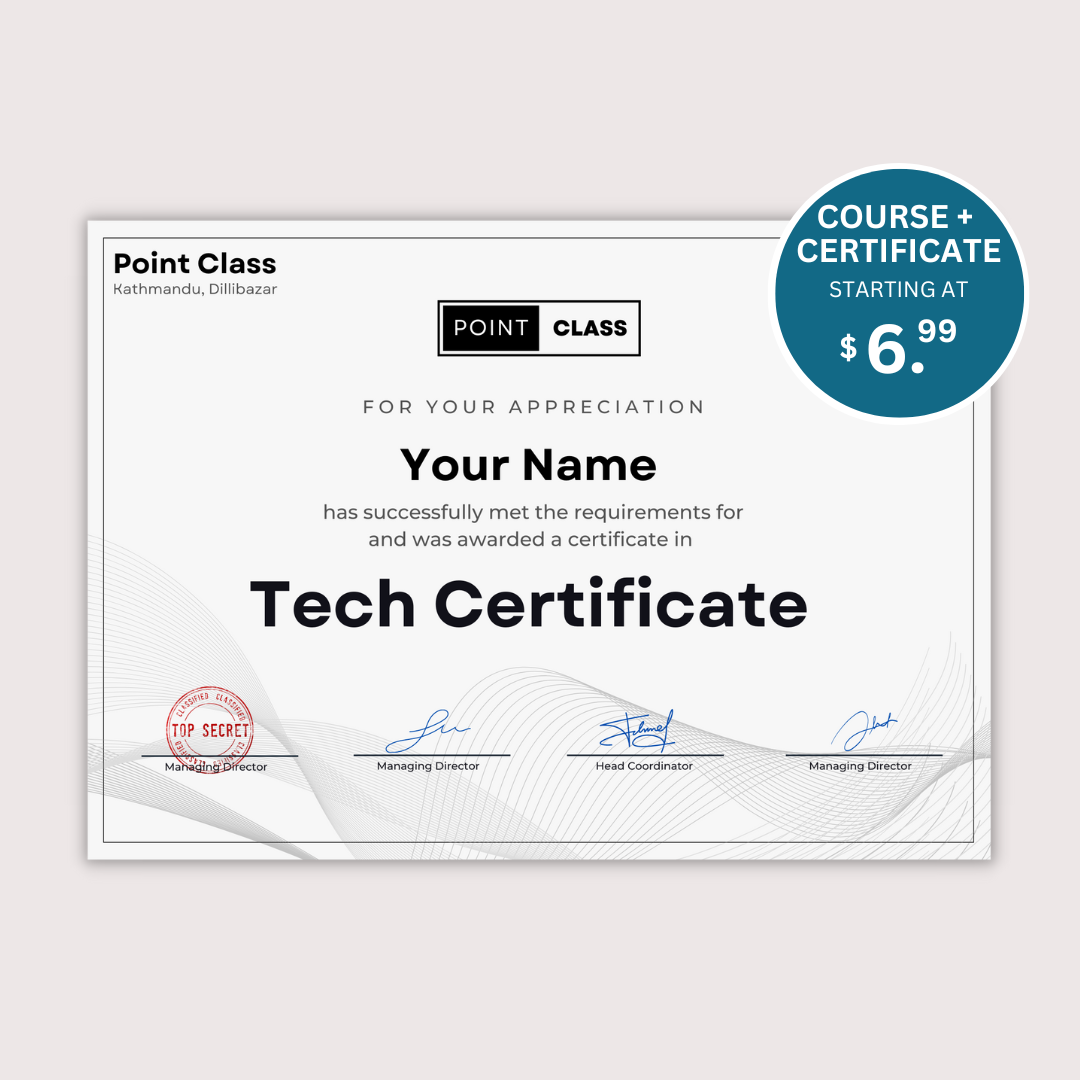 Point Class
Kathmandu, Dillibazar
COURSE +
CERTIFICATE
STARTING AT
$ 6.99
POINT CLASS
FOR YOUR APPRECIATION
Your Name
has successfully met the requirements for
and was awarded a certificate in
Tech Certificate
CLASSIFIED CLASSIFIED
TOP SECRET
CLASSIFIED CLASSIFIED
Managing Director
Managing Director
Head Coordinator
Managing Director